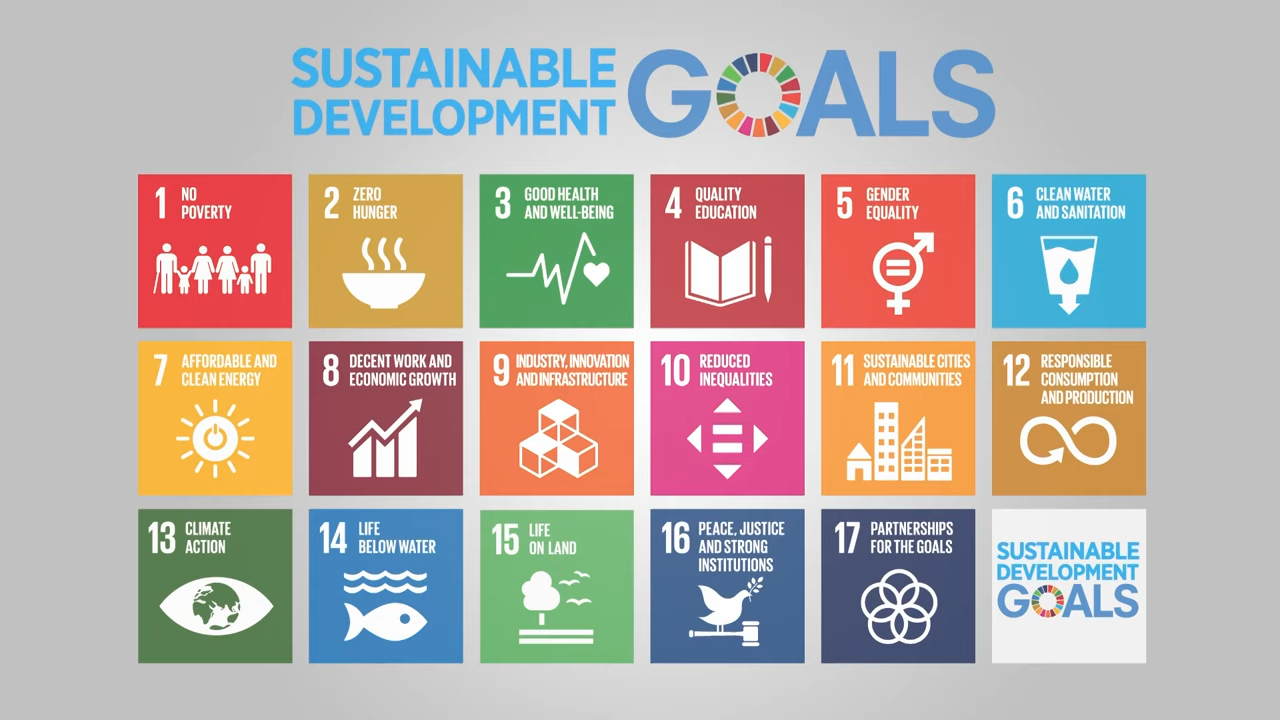 SUSTAINABLE
DEVELOPMENT
GOALS
1 NO
POVERTY
2 ZERO
HUNGER
3 GOOD HEALTH
AND WELL-BEING
4 QUALITY
EDUCATION
5 GENDER
EQUALITY
6 CLEAN WATER
AND SANITATION
7 AFFORDABLE AND
CLEAN ENERGY
8 DECENT WORK AND
ECONOMIC GROWTH
9 INDUSTRY, INNOVATION
AND INFRASTRUCTURE
10 REDUCED
INEQUALITIES
11 SUSTAINABLE CITIES
AND COMMUNITIES
12 RESPONSIBLE
CONSUMPTION
AND PRODUCTION
13 CLIMATE
ACTION
14 LIFE
BELOW WATER
15 LIFE
ON LAND
16 PEACE, JUSTICE
AND STRONG
INSTITUTIONS
17 PARTNERSHIPS
FOR THE GOALS
SUSTAINABLE
DEVELOPMENT
GOALS